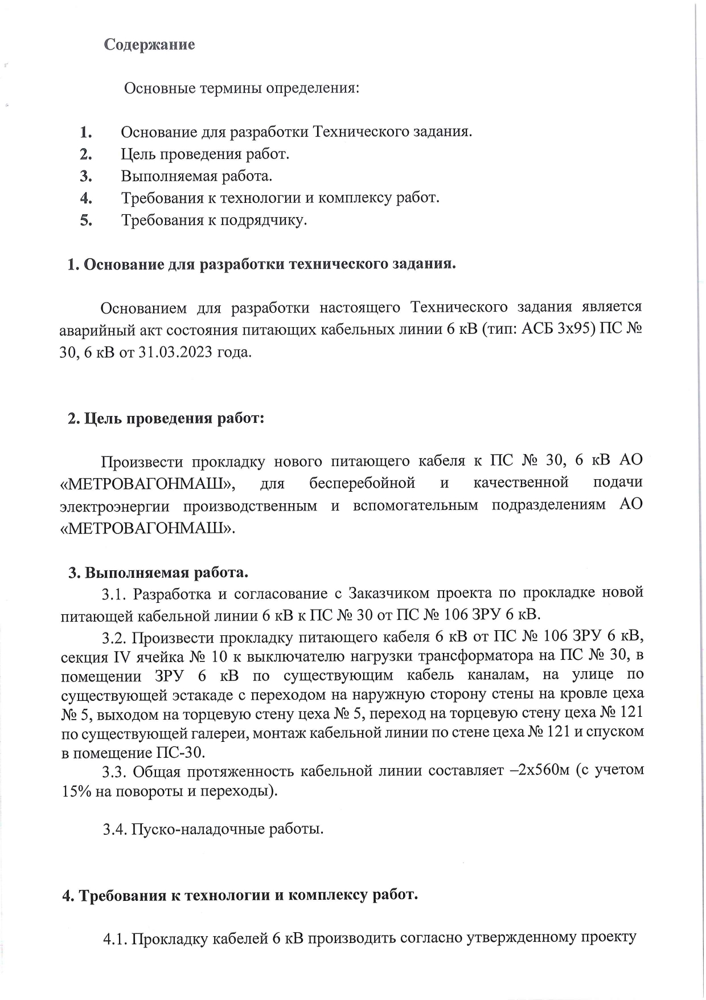 Содержание
Основные термины определения:
1. Основание для разработки Технического задания.
2. Цель проведения работ.
3. Выполняемая работа.
4. Требования к технологии и комплексу работ.
5. Требования к подрядчику.
1. Основание для разработки технического задания.
Основанием для разработки настоящего Технического задания является
аварийный акт состояния питающих кабельных линии 6 кВ (тип: АСБ 3х95) ПС №
30, 6 кВ от 31.03.2023 года.
2. Цель проведения работ:
Произвести прокладку нового питающего кабеля к ПС № 30, 6 кВ АО
«МЕТРОВАГОНМАШ», для бесперебойной и качественной подачи
электроэнергии производственным и вспомогательным подразделениям АО
«МЕТРОВАГОНМАШ».
3. Выполняемая работа.
3.1. Разработка и согласование с Заказчиком проекта по прокладке новой
питающей кабельной линии 6 кВ к ПС № 30 от ПС № 106 ЗРУ 6 кВ.
3.2. Произвести прокладку питающего кабеля 6 кВ от ПС № 106 ЗРУ 6 кВ,
секция IV ячейка № 10 к выключателю нагрузки трансформатора на ПС № 30, в
помещении ЗРУ 6 кВ по существующим кабель каналам, на улице по
существующей эстакаде с переходом на наружную сторону стены на кровле цеха
№ 5, выходом на торцевую стену цеха № 5, переход на торцевую стену цеха № 121
по существующей галереи, монтаж кабельной линии по стене цеха № 121 и спуском
в помещение ПС-30.
3.3. Общая протяженность кабельной линии составляет –2х560м (с учетом
15% на повороты и переходы).
3.4. Пуско-наладочные работы.
4. Требования к технологии и комплексу работ.
4.1. Прокладку кабелей 6 кВ производить согласно утвержденному проекту